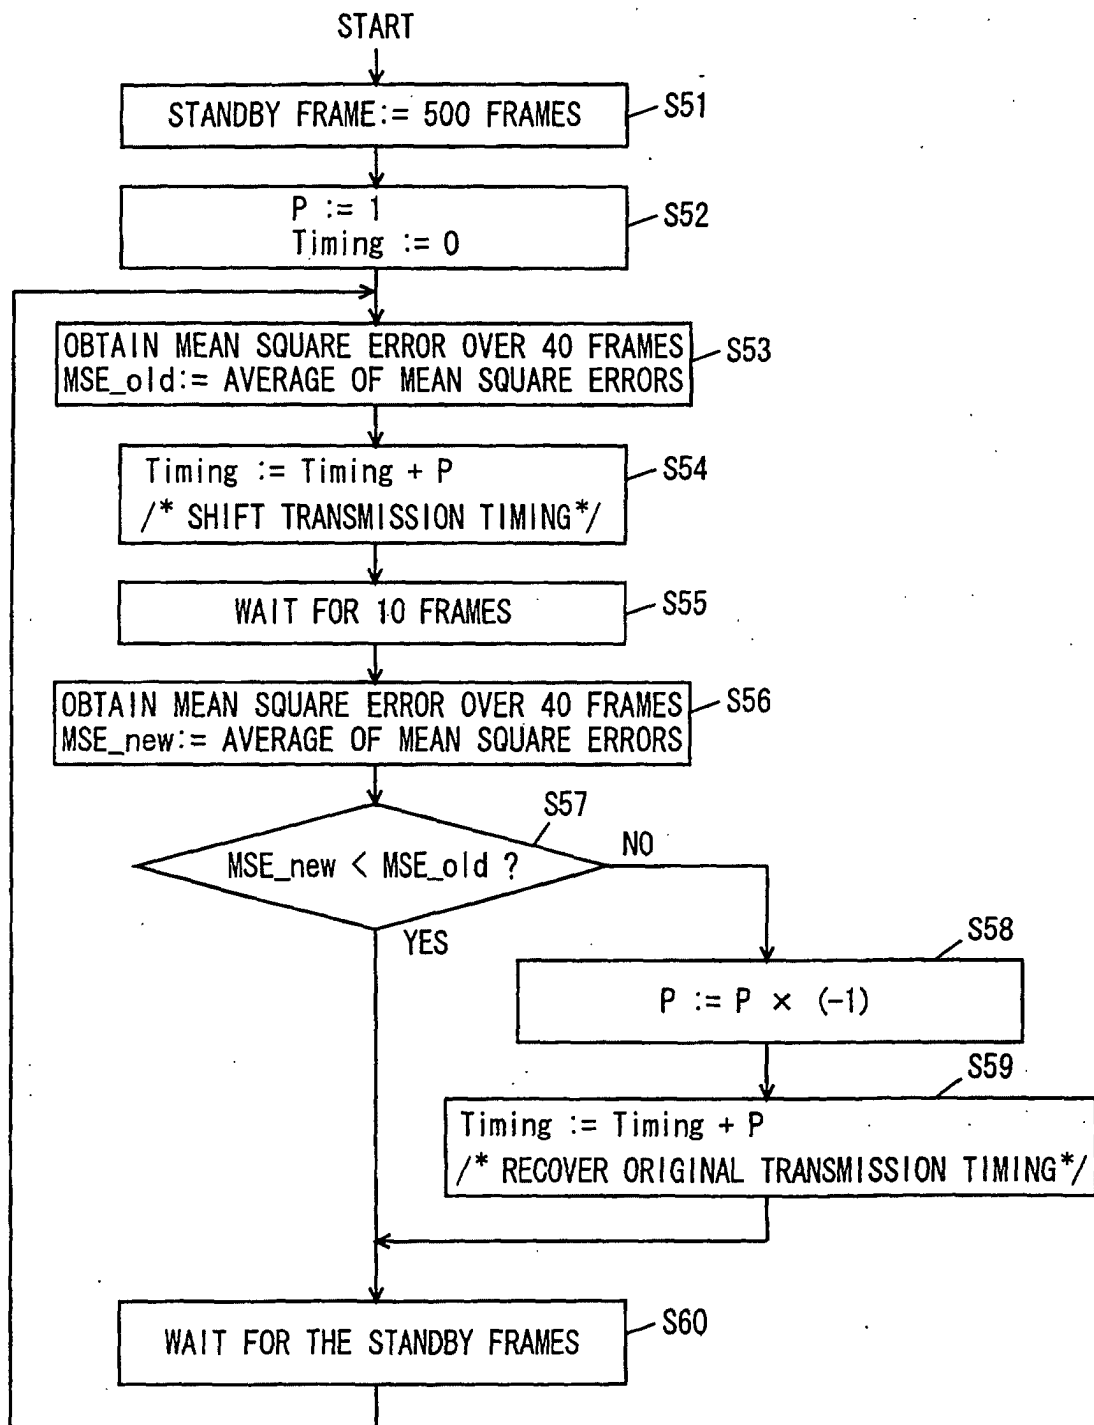 START
STANDBY FRAME:= 500 FRAMES
S51
P := 1
Timing := 0
S52
OBTAIN MEAN SQUARE ERROR OVER 40 FRAMES
MSE_old:= AVERAGE OF MEAN SQUARE ERRORS
S53
Timing := Timing + P
/* SHIFT TRANSMISSION TIMING*/
S54
WAIT FOR 10 FRAMES
S55
OBTAIN MEAN SQUARE ERROR OVER 40 FRAMES
MSE_new:= AVERAGE OF MEAN SQUARE ERRORS
S56
S57
MSE_new < MSE_old ?
NO
YES
S58
P := P × (-1)
S59
Timing := Timing + P
/* RECOVER ORIGINAL TRANSMISSION TIMING*/
WAIT FOR THE STANDBY FRAMES
S60